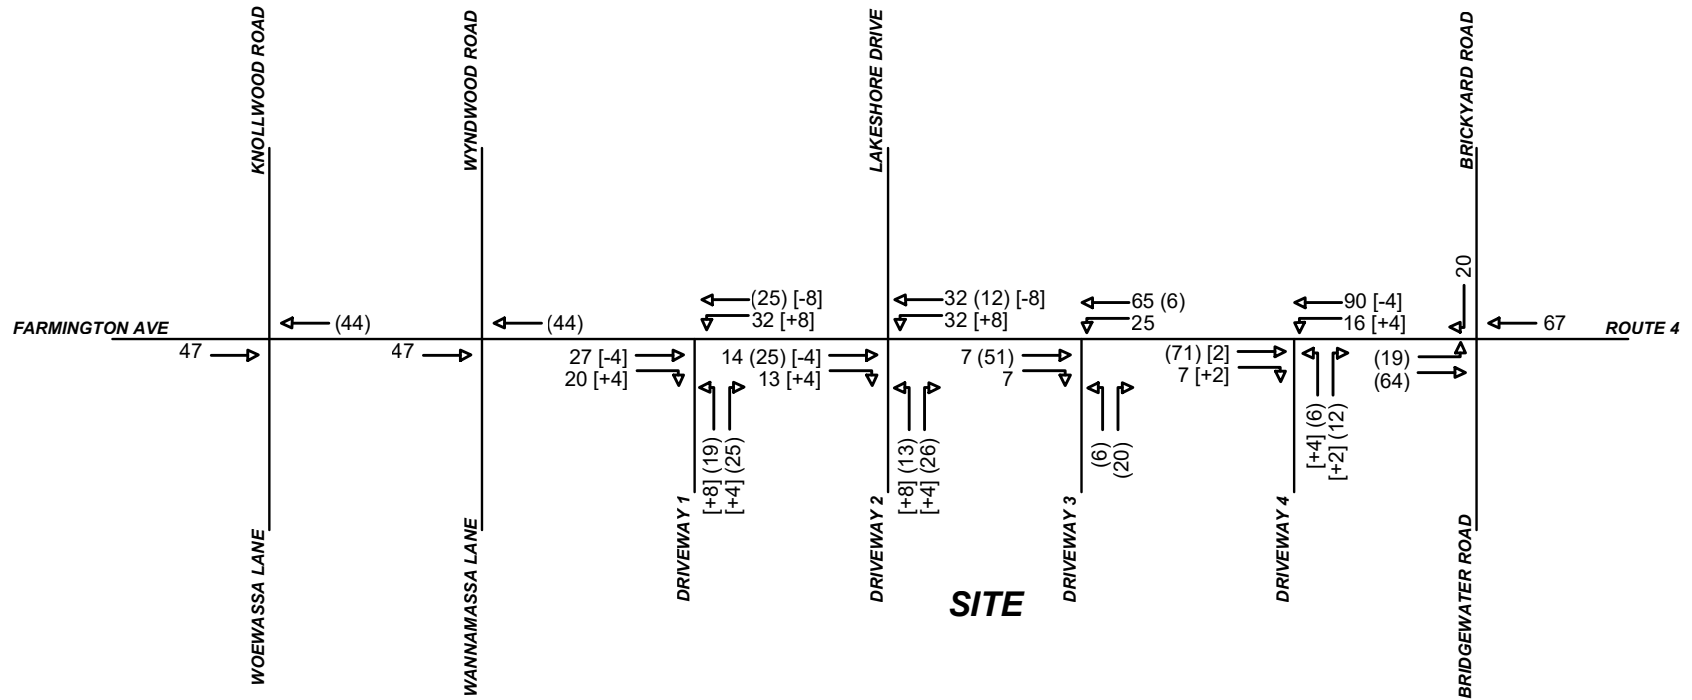 KNOLLWOOD ROAD
WYNDWOOD ROAD
LAKESHORE DRIVE
BRICKYARD ROAD
20
(25) [-8]
32 [+8]
32 (12) [-8]
32 [+8]
65 (6)
25
90 [-4]
16 [+4]
FARMINGTON AVE
(44)
(44)
67
ROUTE 4
47
47
27 [-4]
20 [+4]
14 (25) [-4]
13 [+4]
7 (51)
7
(71) [2]
7 [+2]
(19)
(64)
[+8] (19)
[+4] (25)
[+8] (13)
[+4] (26)
(6)
(20)
[+4] (6)
[+2] (12)
WOEWASSA LANE
WANNAMASSA LANE
DRIVEWAY 1
DRIVEWAY 2
DRIVEWAY 3
DRIVEWAY 4
BRIDGEWATER ROAD
SITE